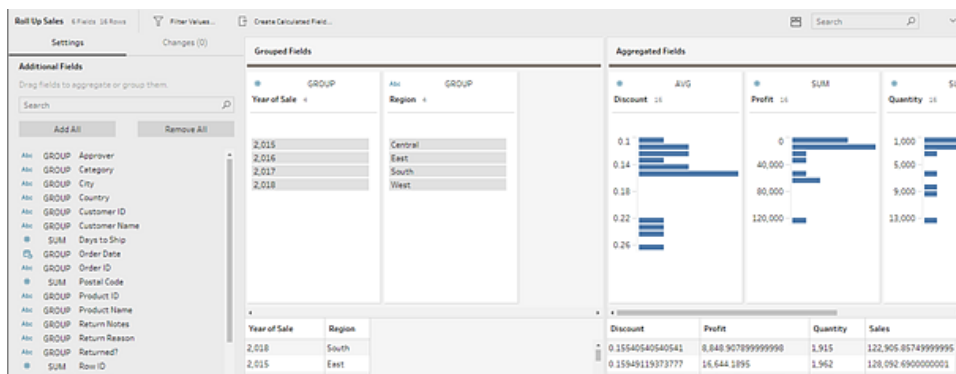 Roll Up Sales 6 Fields 16 Rows Filter Values... Create Calculated Field... Search
Settings Changes (0)
Additional Fields
Drag fields to aggregate or group them.
Search
Add All Remove All
Abc GROUP Approver
Abc GROUP Category
Abc GROUP City
Abc GROUP Country
Abc GROUP Customer ID
Abc GROUP Customer Name
# SUM Days to Ship
GROUP Order Date
Abc GROUP Order ID
# SUM Postal Code
Abc GROUP Product ID
Abc GROUP Product Name
Abc GROUP Return Notes
Abc GROUP Return Reason
Abc GROUP Returned?
# SUM Row ID
Grouped Fields
# GROUP
Year of Sale 4
2,015
2,016
2,017
2,018
Abc GROUP
Region 4
Central
East
South
West
Year of Sale Region
2,018 South
2,015 East
Aggregated Fields
# AVG
Discount 16
0.1
0.14
0.18
0.22
0.26
# SUM
Profit 16
0
40,000
80,000
120,000
#
Quantity 16
1,000
5,000
9,000
13,000
Discount Profit Quantity Sales
0.15540540540541 8,848.907899999998 1,915 122,905.85749999995
0.15949119373777 16,644.1895 1,962 128,092.6900000001